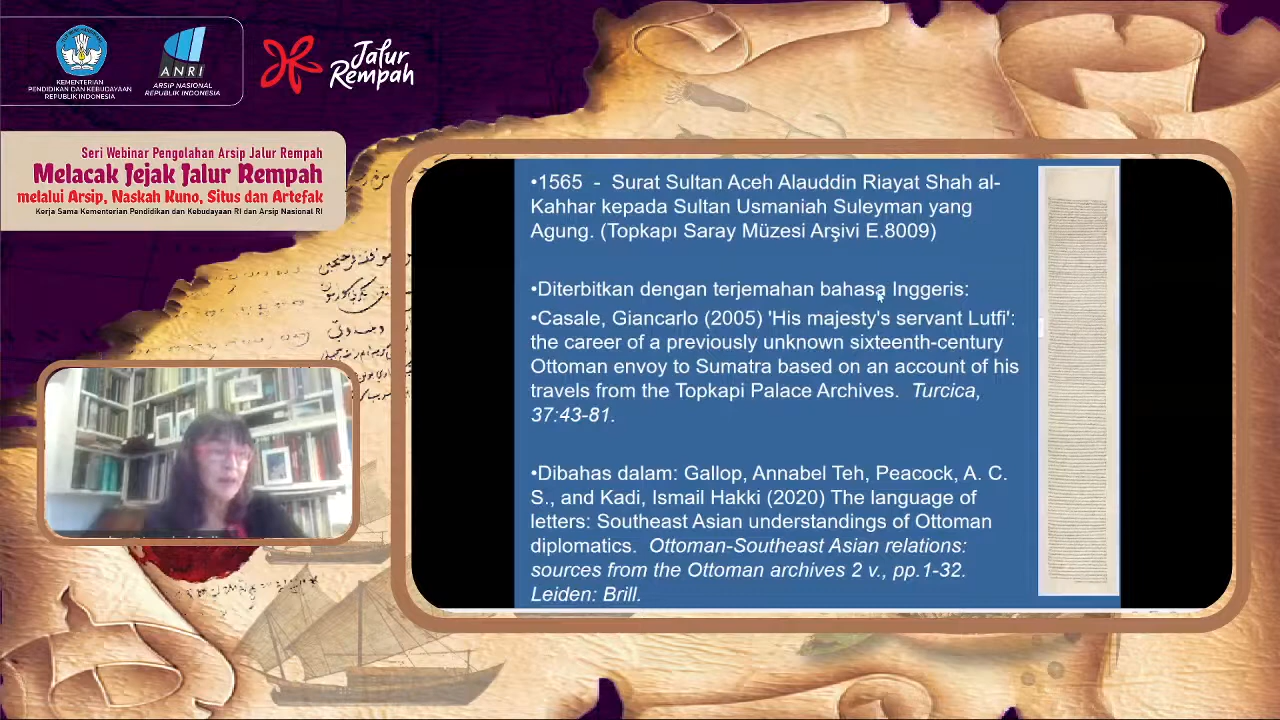 KEMENTERIAN
PENDIDIKAN DAN KEBUDAYAAN
REPUBLIK INDONESIA
ANRI
ARSIP NASIONAL
REPUBLIK INDONESIA
Jalur
Rempah
Seri Webinar Pengolahan Arsip Jalur Rempah
Melacak Jejak Jalur Rempah
melalui Arsip, Naskah Kuno, Situs dan Artefak
Kerja Sama Kementerian Pendidikan dan Kebudayaan RI dan Arsip Nasional RI
•1565 - Surat Sultan Aceh Alauddin Riayat Shah al-
Kahhar kepada Sultan Usmaniah Suleyman yang
Agung. (Topkapı Saray Müzesi Arşivi E.8009)
•Diterbitkan dengan terjemahan bahasa Inggeris:
•Casale, Giancarlo (2005) 'His majesty's servant Lutfi':
the career of a previously unknown sixteenth-century
Ottoman envoy to Sumatra based on an account of his
travels from the Topkapi Palace Archives. Turcica,
37:43-81.
•Dibahas dalam: Gallop, Annabel Teh, Peacock, A. C.
S., and Kadi, Ismail Hakki (2020) The language of
letters: Southeast Asian understandings of Ottoman
diplomatics. Ottoman-Southeast Asian relations:
sources from the Ottoman archives 2 v., pp.1-32.
Leiden: Brill.